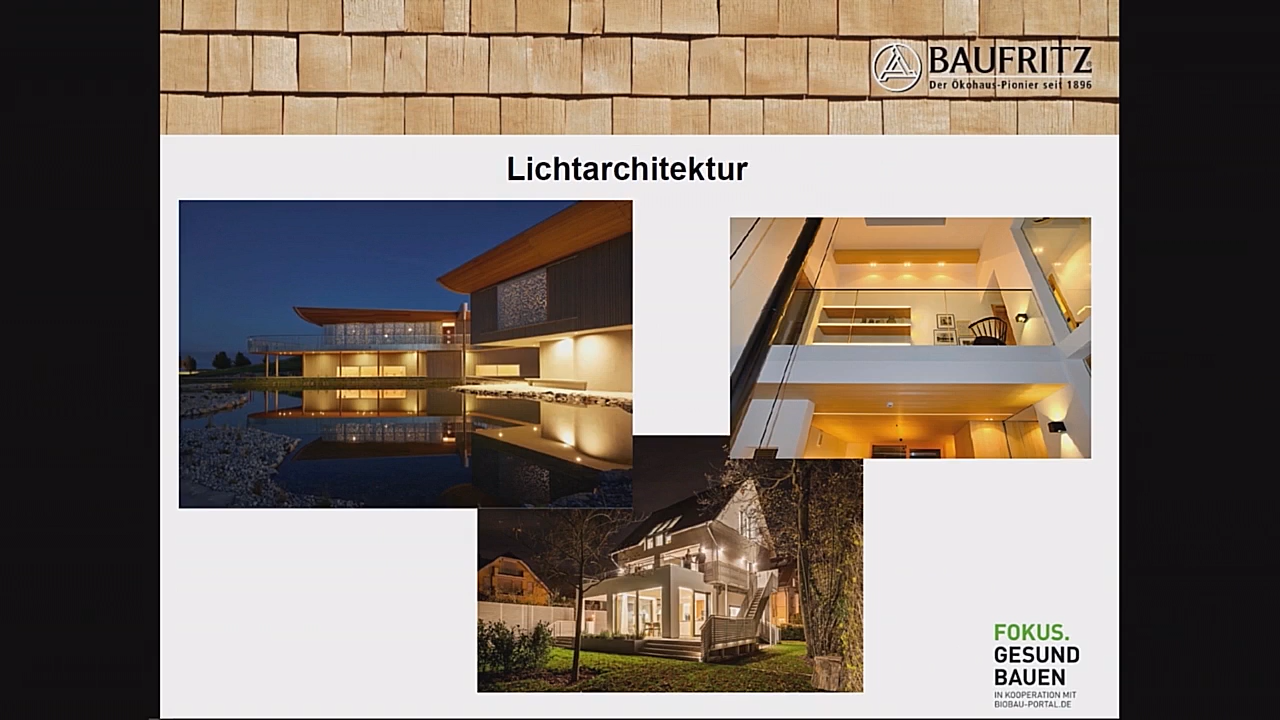 BAUFRITZ
Der Ökohaus-Pionier seit 1896
Lichtarchitektur
FOKUS.
GESUND
BAUEN
IN KOOPERATION MIT
BIOBAU-PORTAL.DE